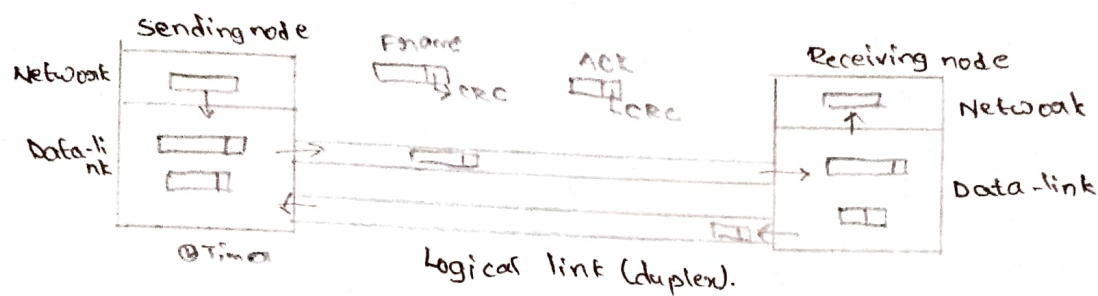 Sending node
Frame
CRC
ACK
CRC
Receiving node
Network
Network
Data-li
nk
Data-link
Timer
Logical link (duplex).